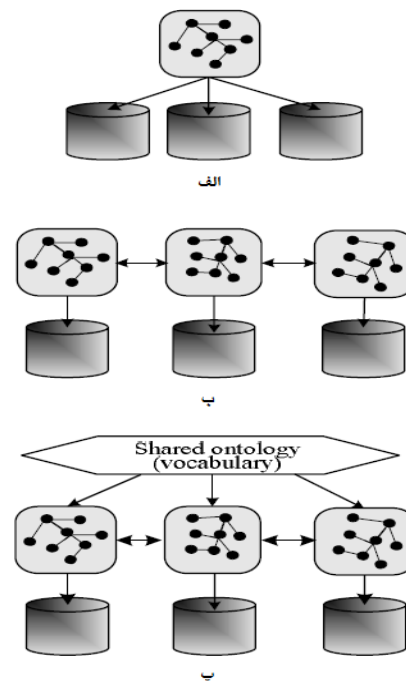 الف
ب
Shared ontology
(vocabulary)
پ